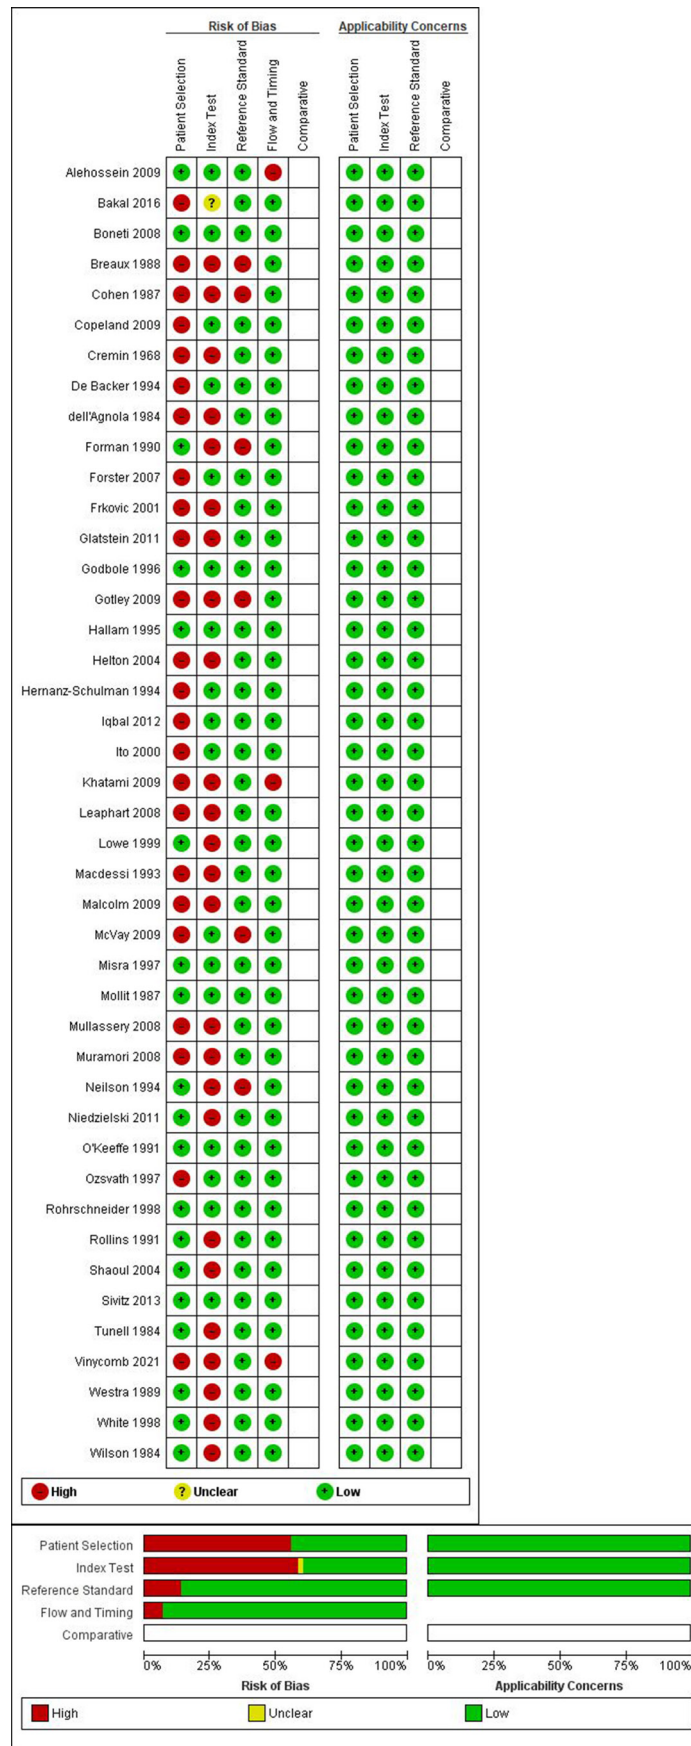 Risk of Bias Applicability Concerns
Patient Selection Index Test Reference Standard Flow and Timing Comparative Patient Selection Index Test Reference Standard Comparative
Alehossein 2009 + + + – + + +
Bakal 2016 – ? + + + + +
Boneti 2008 + + + + + + +
Breaux 1988 – – – + + + +
Cohen 1987 – – – + + + +
Copeland 2009 – + + + + + +
Cremin 1968 – – + + + + +
De Backer 1994 – + + + + + +
dell'Agnola 1984 – – + + + + +
Forman 1990 + – – + + + +
Forster 2007 – + + + + + +
Frkovic 2001 – – + + + + +
Glatstein 2011 – – + + + + +
Godbole 1996 + + + + + + +
Gotley 2009 – – – + + + +
Hallam 1995 + + + + + + +
Helton 2004 – – + + + + +
Hernanz-Schulman 1994 – + + + + + +
Iqbal 2012 – + + + + + +
Ito 2000 – + + + + + +
Khatami 2009 – – + – + + +
Leaphart 2008 – – + + + + +
Lowe 1999 + – + + + + +
Macdessi 1993 – – + + + + +
Malcolm 2009 – – + + + + +
McVay 2009 – + – + + + +
Misra 1997 + + + + + + +
Mollit 1987 + + + + + + +
Mullassery 2008 – – + + + + +
Muramori 2008 – – + + + + +
Neilson 1994 + – – + + + +
Niedzielski 2011 + – + + + + +
O'Keeffe 1991 + + + + + + +
Ozsvath 1997 – + + + + + +
Rohrschneider 1998 + + + + + + +
Rollins 1991 + – + + + + +
Shaoul 2004 + – + + + + +
Sivitz 2013 + + + + + + +
Tunell 1984 + – + + + + +
Vinycomb 2021 – – + – + + +
Westra 1989 + – + + + + +
White 1998 + – + + + + +
Wilson 1984 + – + + + + +
– High ? Unclear + Low
Patient Selection
Index Test
Reference Standard
Flow and Timing
Comparative
0% 25% 50% 75% 100% 0% 25% 50% 75% 100%
Risk of Bias Applicability Concerns
High Unclear Low